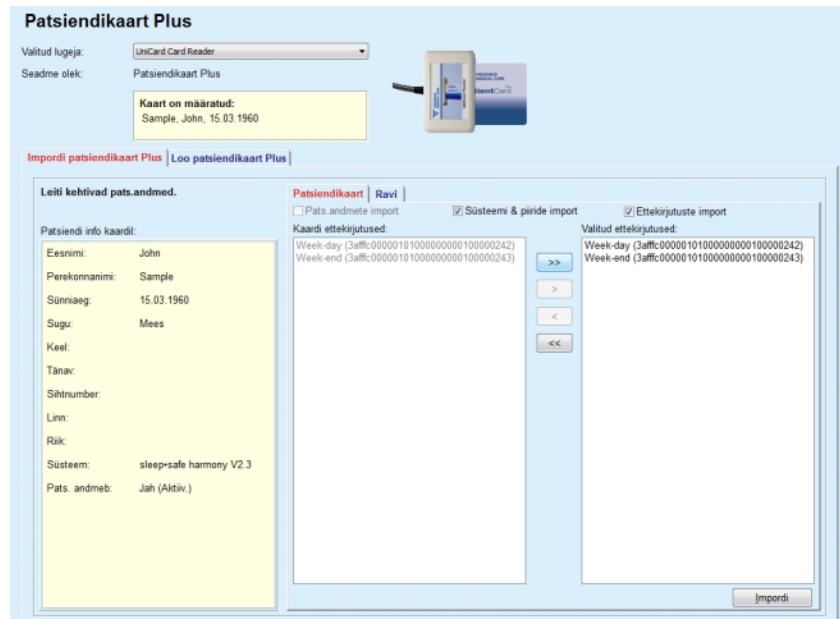 Patsiendikaart Plus
Valitud lugeja: UniCard Card Reader
Seadme olek: Patsiendikaart Plus
Kaart on määratud:
Sample, John, 15.03.1960
FRESENIUS
MEDICAL CARE
Impordi patsiendikaart Plus Loo patsiendikaart Plus
Leiti kehtivad pats.andmed.
Patsiendi info kaardil:
Eesnimi: John
Perekonnanimi: Sample
Sünniaeg: 15.03.1960
Sugu: Mees
Keel:
Tänav:
Sihtnumber:
Linn:
Riik:
Süsteem: sleep•safe harmony V2.3
Pats. andmeb: Jah (Aktiiv.)
Patsiendikaart Ravi
Pats.andmete import Süsteemi & piiride import Ettekirjutuste import
Kaardi ettekirjutused:
Week-day (3afffc00000101000000000100000242)
Week-end (3afffc00000101000000000100000243)
>>
>
<
<<
Valitud ettekirjutused:
Week-day (3afffc00000101000000000100000242)
Week-end (3afffc00000101000000000100000243)
Impordi